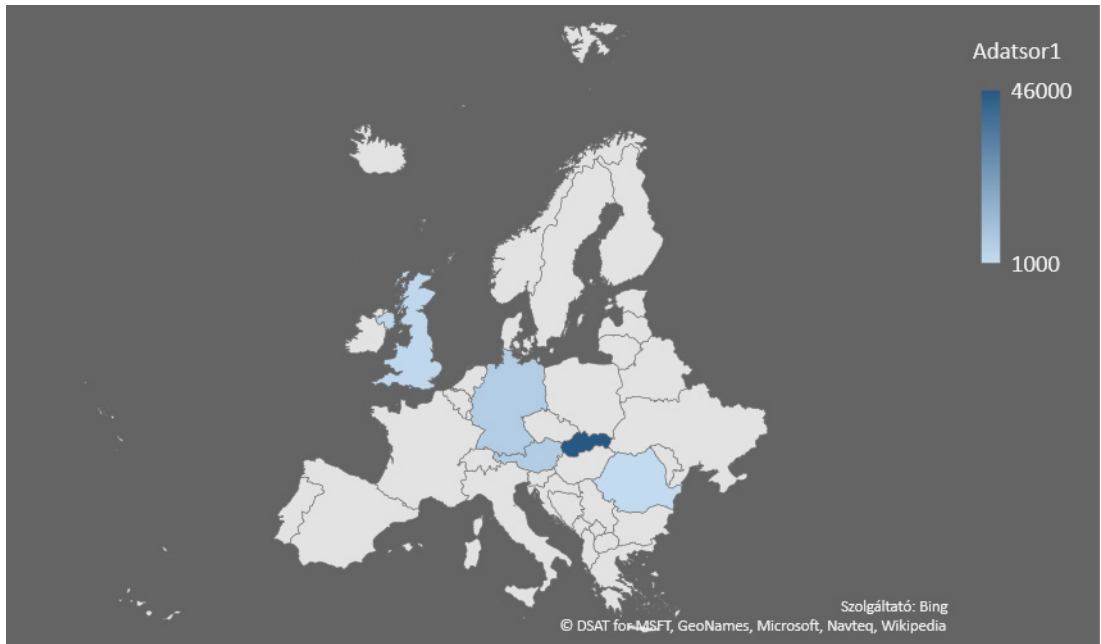 Adatsor1
46000
1000
Szolgáltató: Bing
© DSAT for MSFT, GeoNames, Microsoft, Navteq, Wikipedia